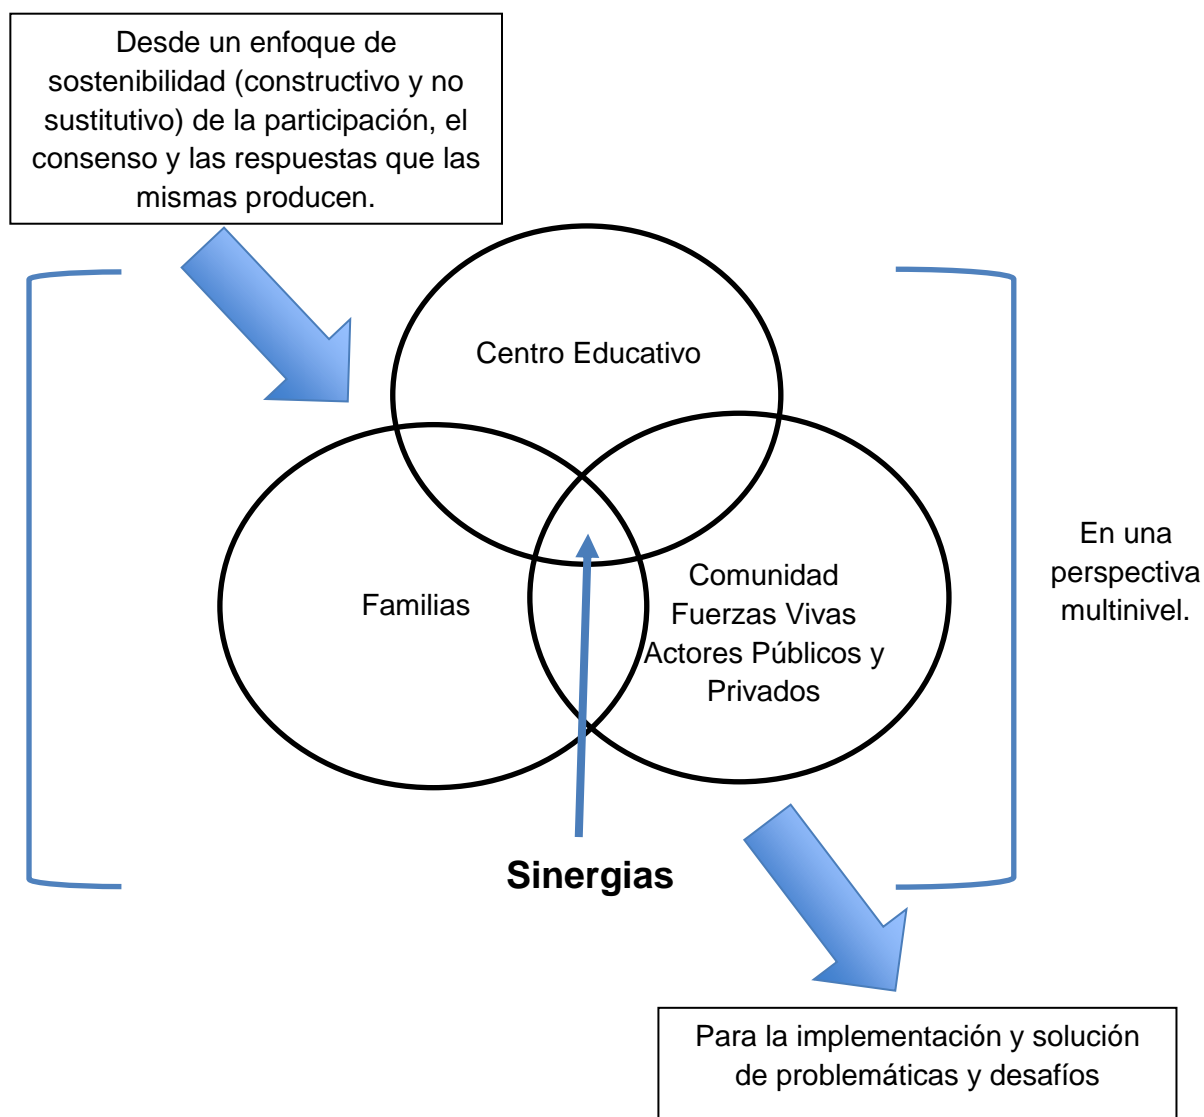 Desde un enfoque de
sostenibilidad (constructivo y no
sustitutivo) de la participación, el
consenso y las respuestas que las
mismas producen.
Centro Educativo
Familias
Comunidad
Fuerzas Vivas
Actores Públicos y
Privados
En una
perspectiva
multinivel.
Sinergias
Para la implementación y solución
de problemáticas y desafíos